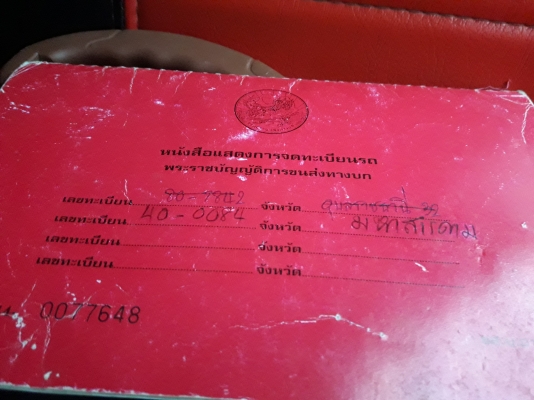 หนังสือแสดงการจดทะเบียนรถ
พระราชบัญญัติการขนส่งทางบก
เลขทะเบียน 80-7812 จังหวัด
เลขทะเบียน 40-0084 จังหวัด มหาสารคาม
เลขทะเบียน จังหวัด
เลขทะเบียน จังหวัด
0077648